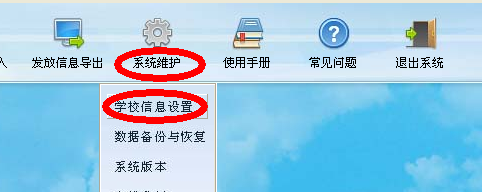 入 发放信息导出 系统维护 使用手册 常见问题 退出系统
学校信息设置
数据备份与恢复
系统版本